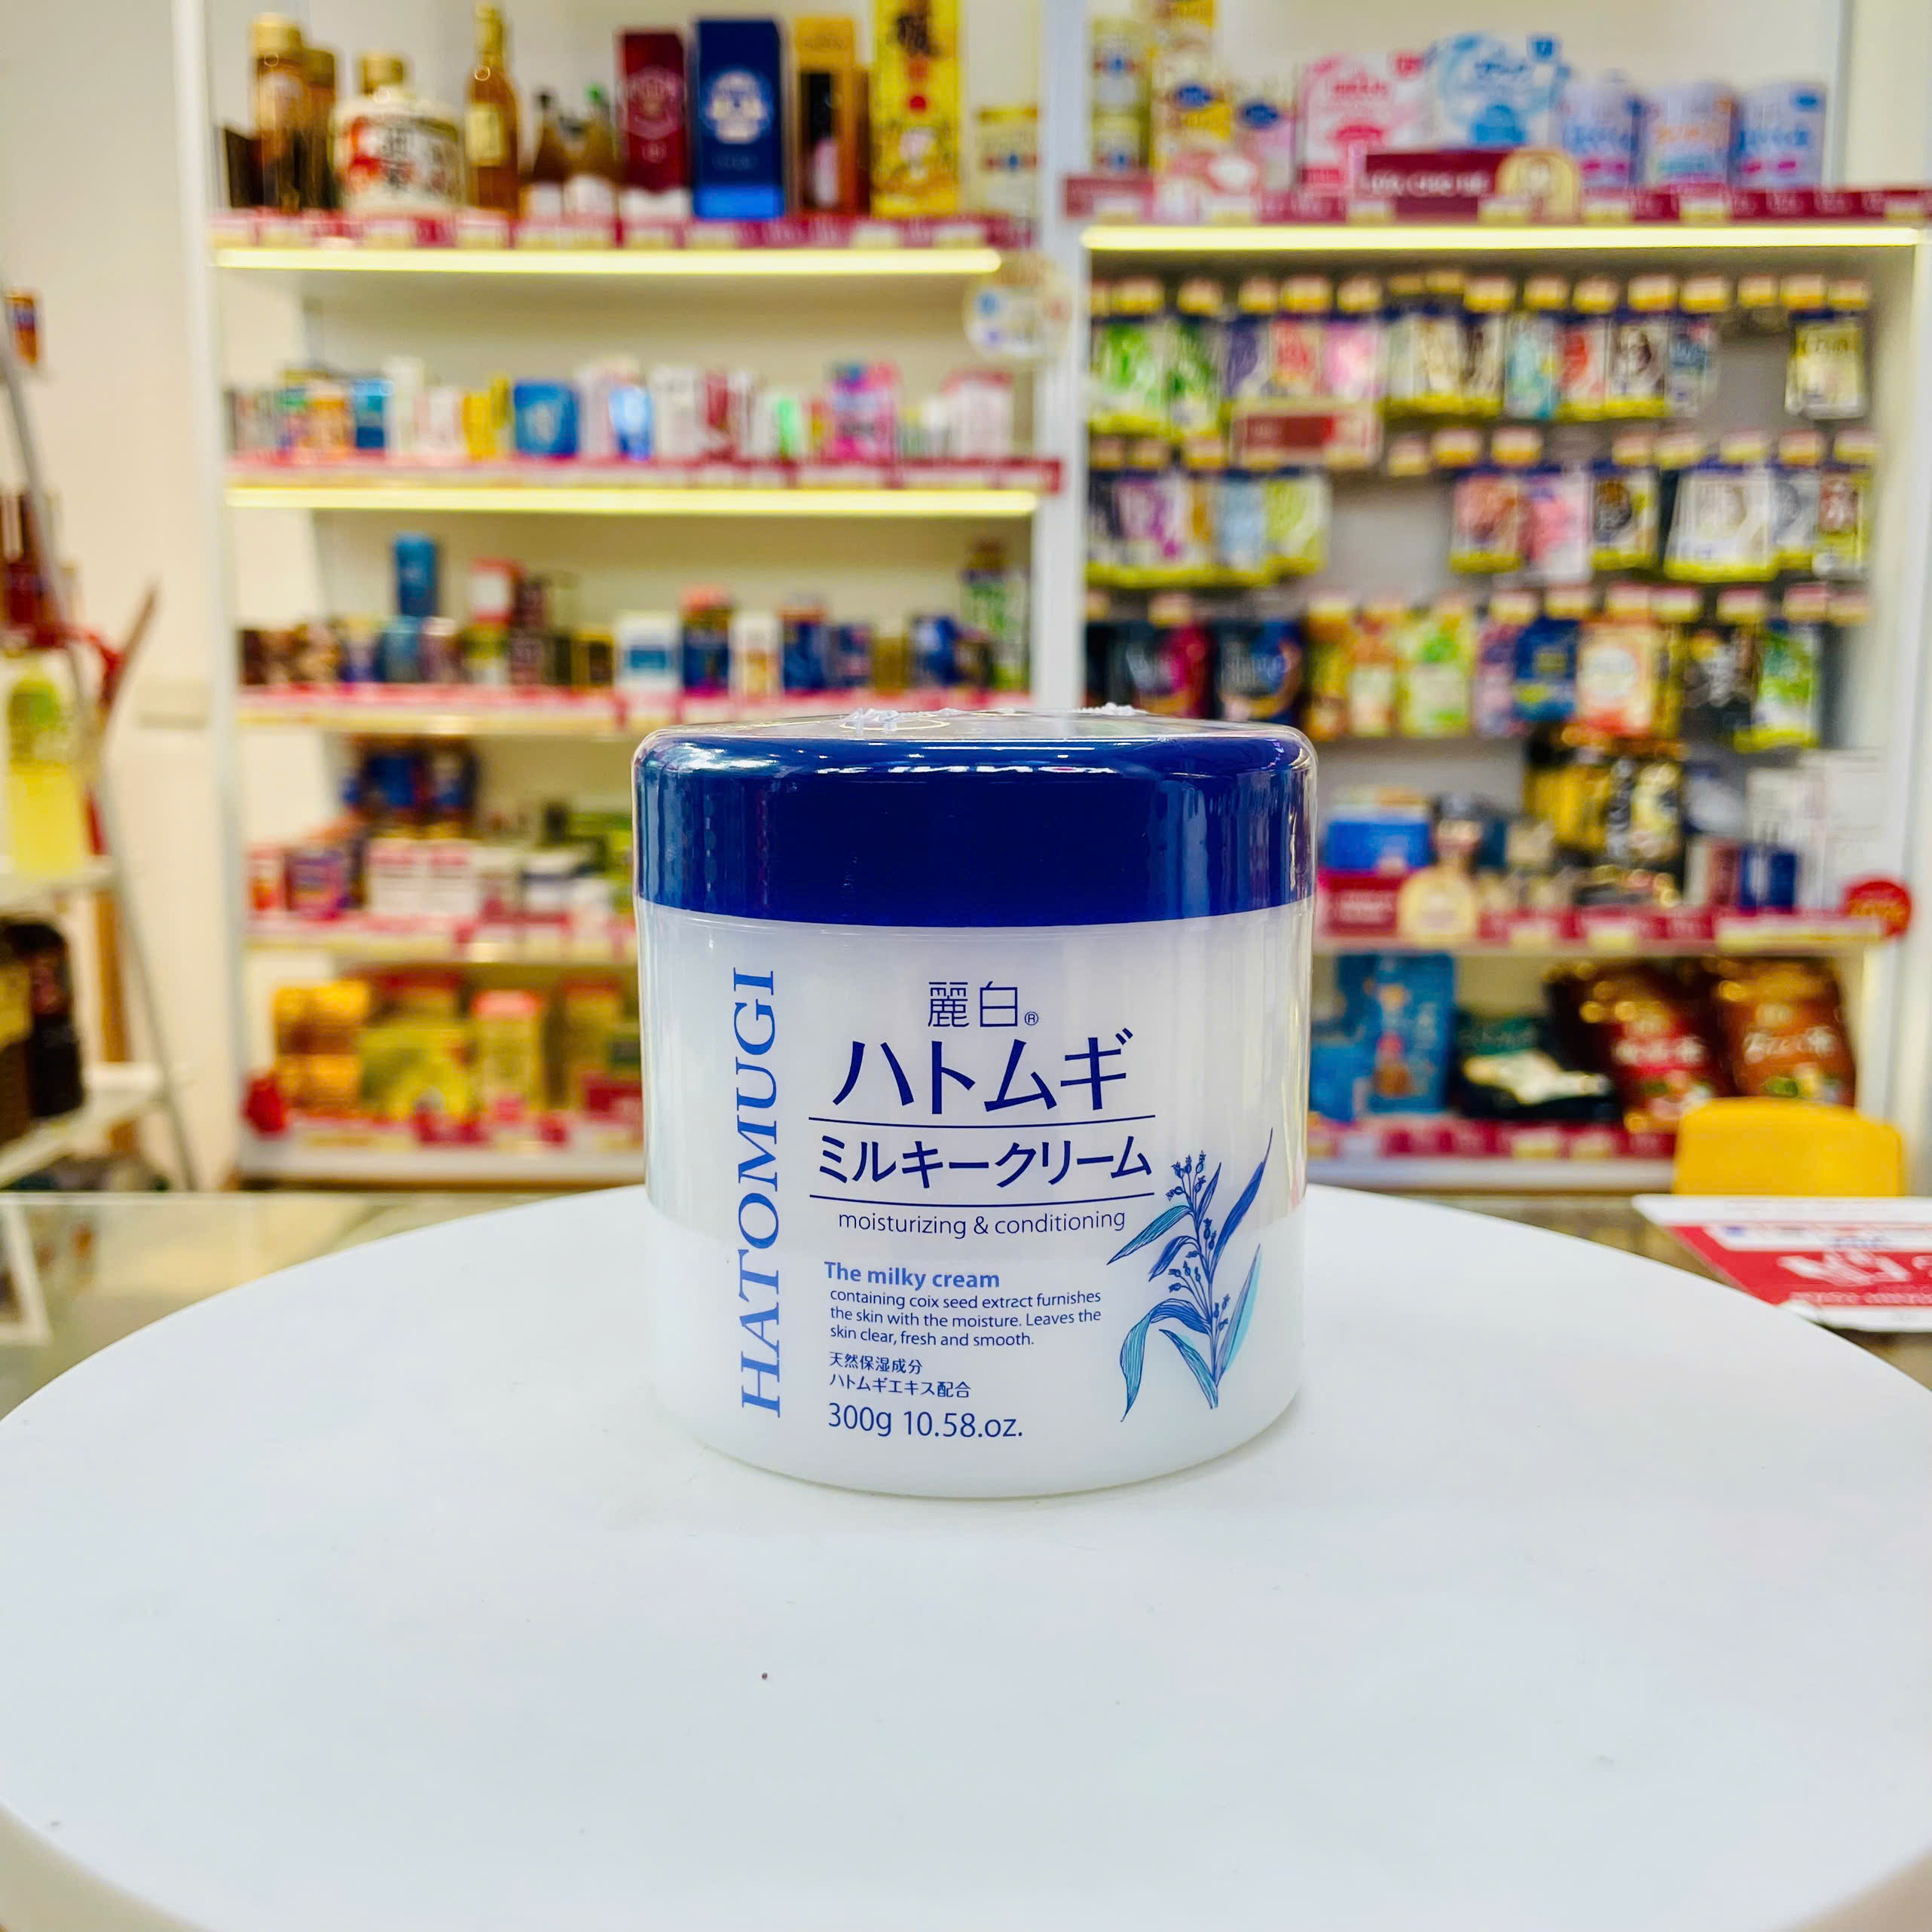 麗白®
ハトムギ
ミルキークリーム
moisturizing & conditioning
The milky cream
containing coix seed extract furnishes
the skin with the moisture. Leaves the
skin clear, fresh and smooth.
天然保湿成分
ハトムギエキス配合
300g 10.58.oz.
HATOMUGI